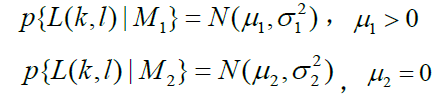 p{L(k,l)|M₁} = N(μ₁,σ₁²)，μ₁>0
p{L(k,l)|M₂} = N(μ₂,σ₂²)，μ₂=0